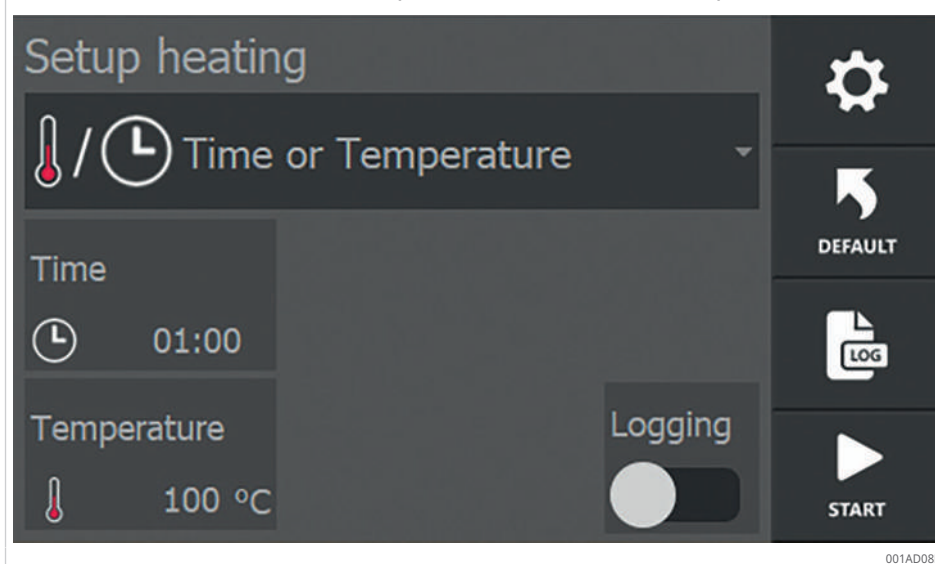 Setup heating
/ Time or Temperature
Time
01:00
Temperature
100 °C
Logging
DEFAULT
LOG
START
001AD08